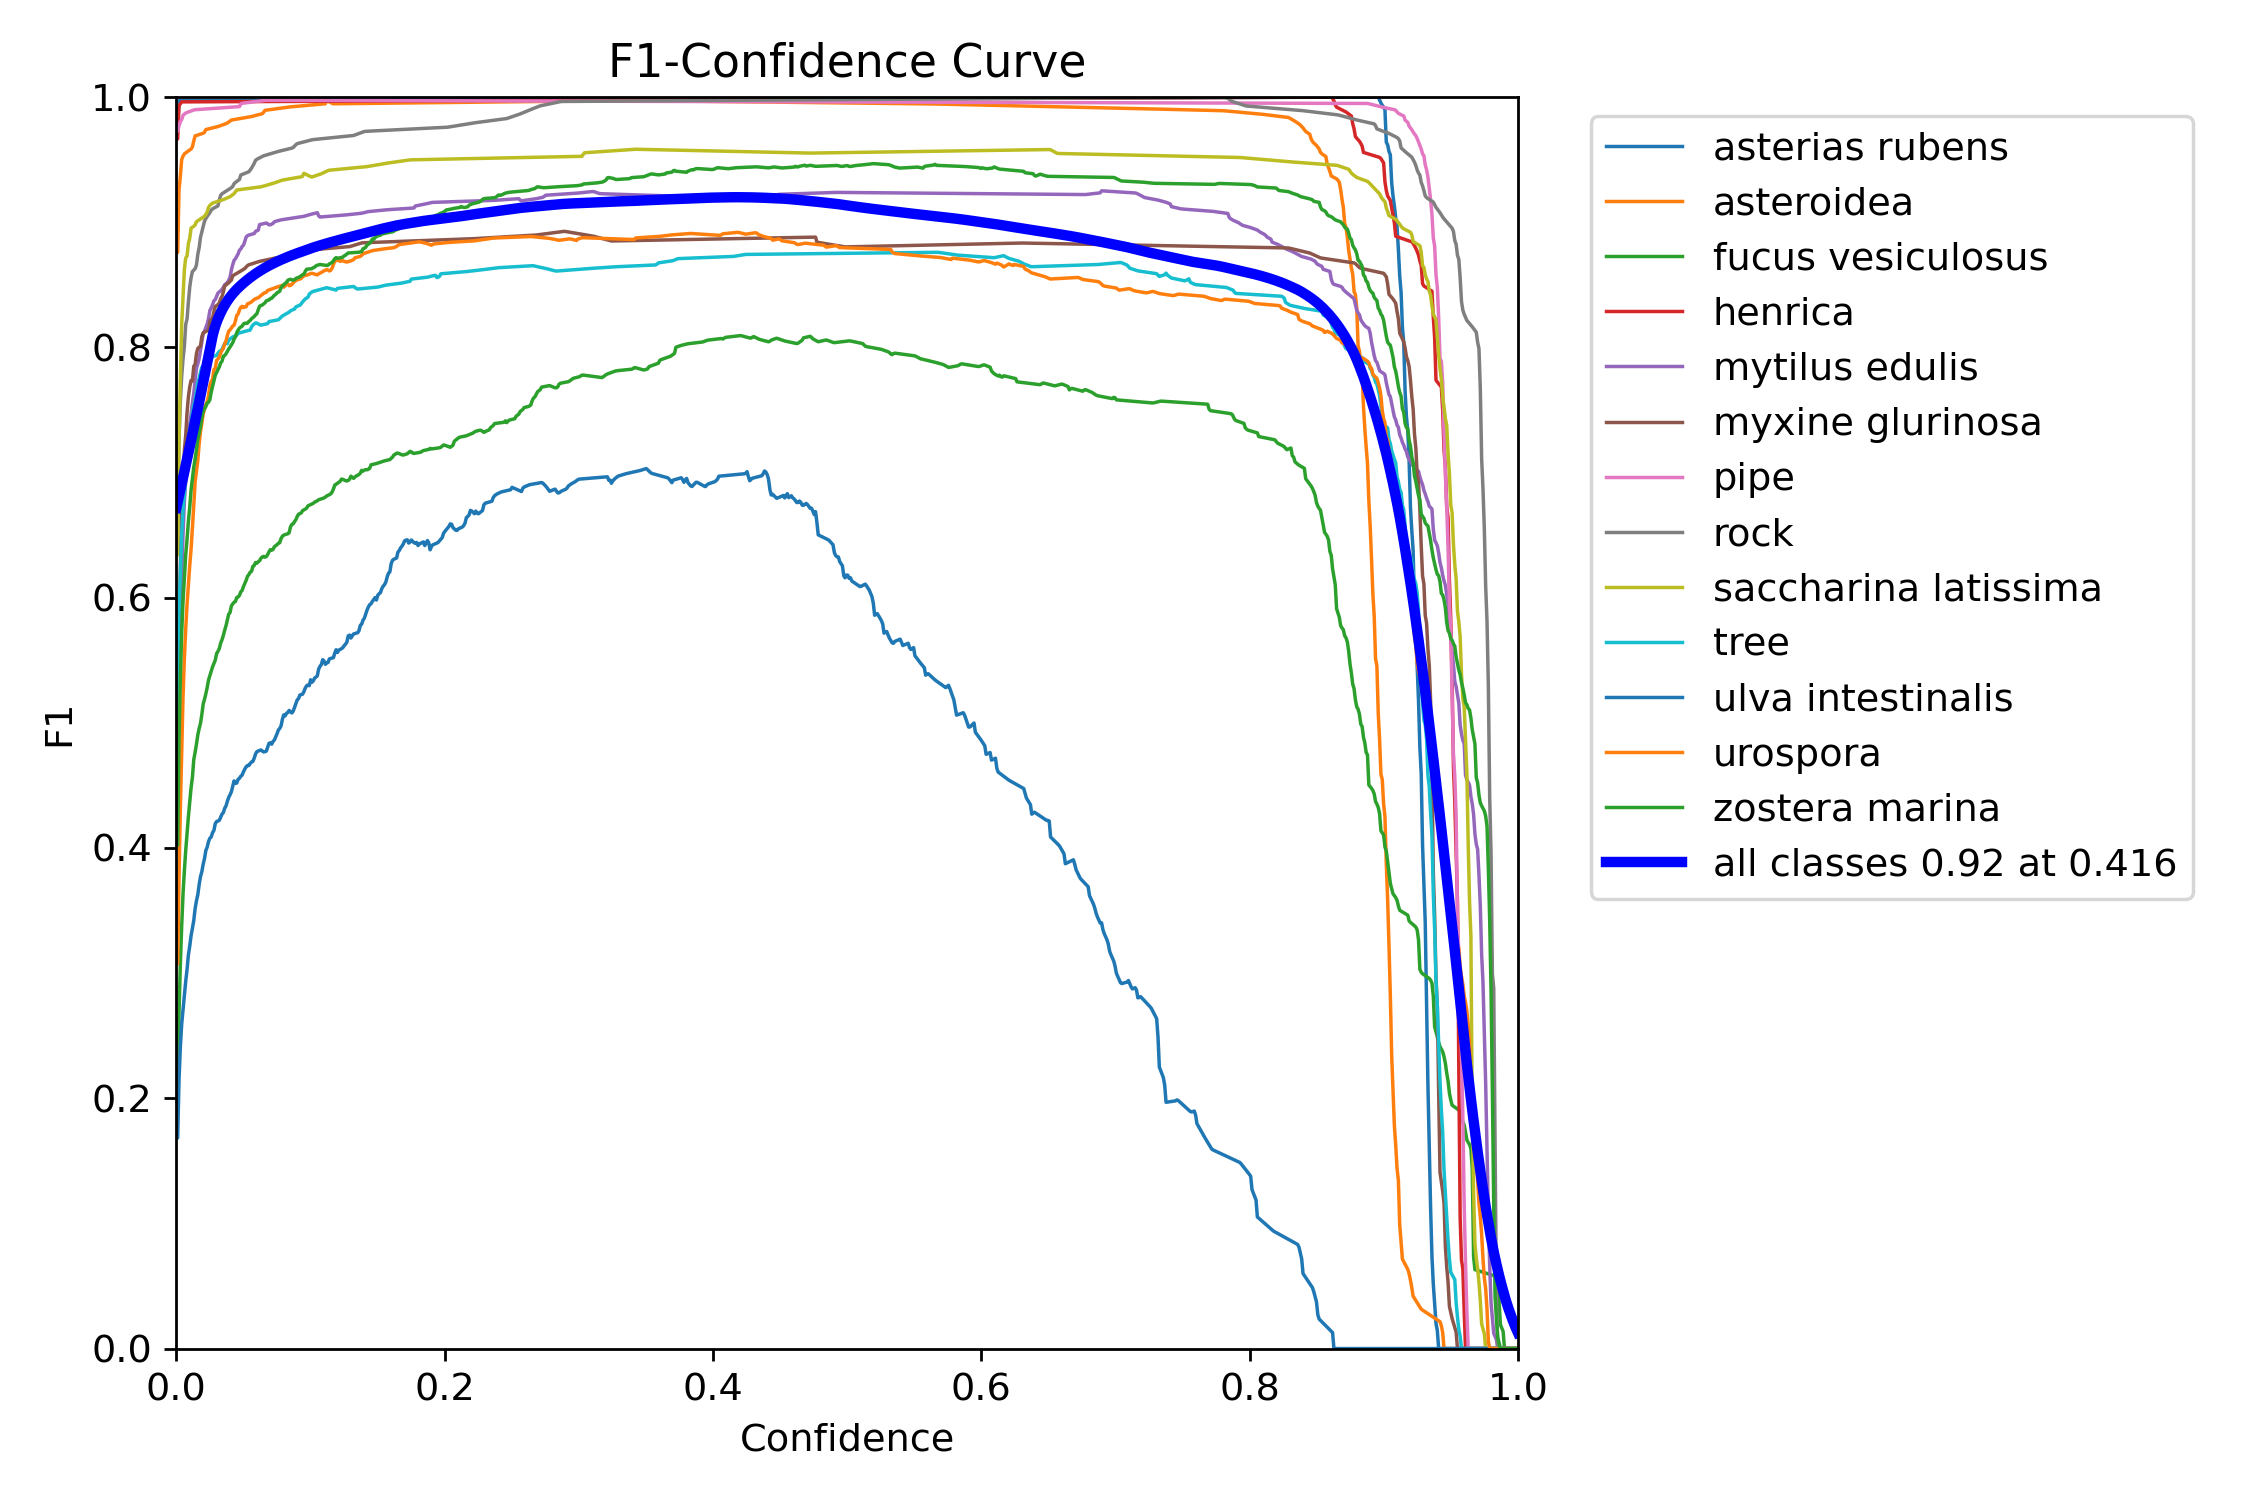 F1-Confidence Curve
1.0
0.8
0.6
0.4
0.2
0.0
F1
0.0 0.2 0.4 0.6 0.8 1.0
Confidence
asterias rubens
asteroidea
fucus vesiculosus
henrica
mytilus edulis
myxine glurinosa
pipe
rock
saccharina latissima
tree
ulva intestinalis
urospora
zostera marina
all classes 0.92 at 0.416